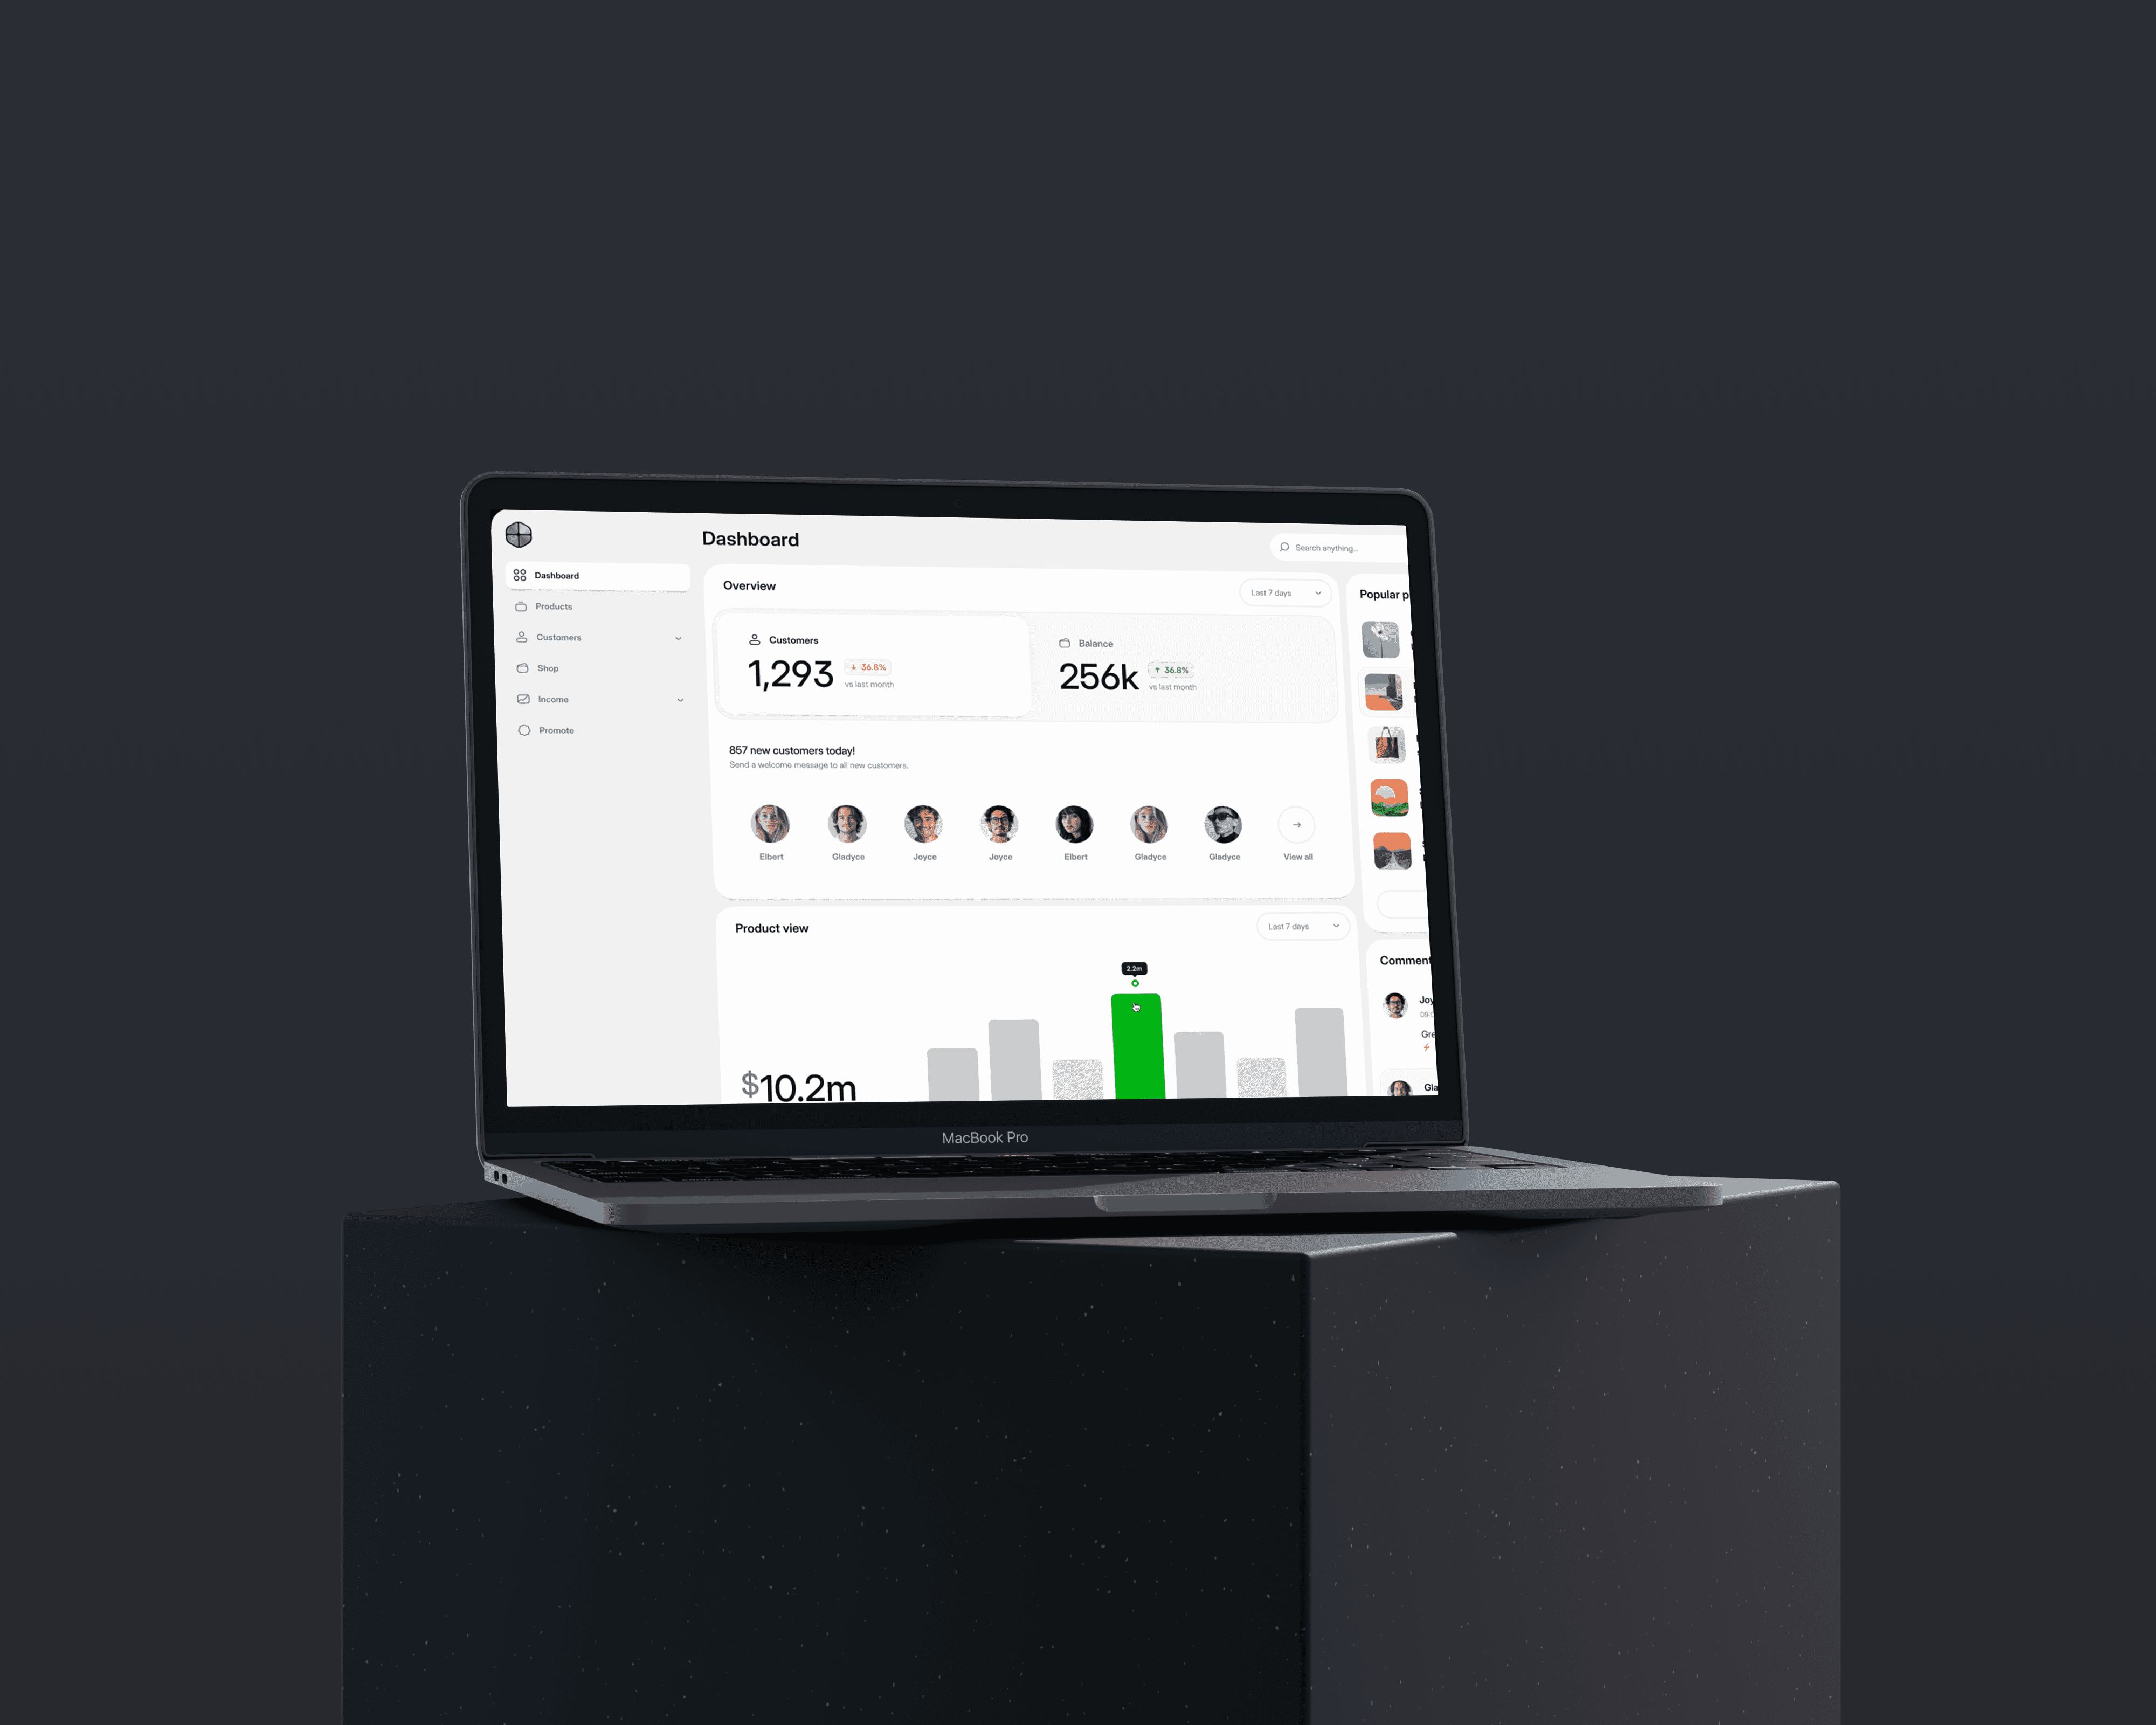 Dashboard
Search anything...
Dashboard
Products
Customers
Shop
Income
Promote
Overview
Last 7 days
Customers
1,293
36.8%
vs last month
Balance
256k
36.8%
vs last month
857 new customers today!
Send a welcome message to all new customers.
Elbert
Gladyce
Joyce
Joyce
Elbert
Gladyce
Gladyce
View all
Product view
Last 7 days
2.2m
$10.2m
Popular p
Comment
Joy
09:0
Gre
Gla
MacBook Pro